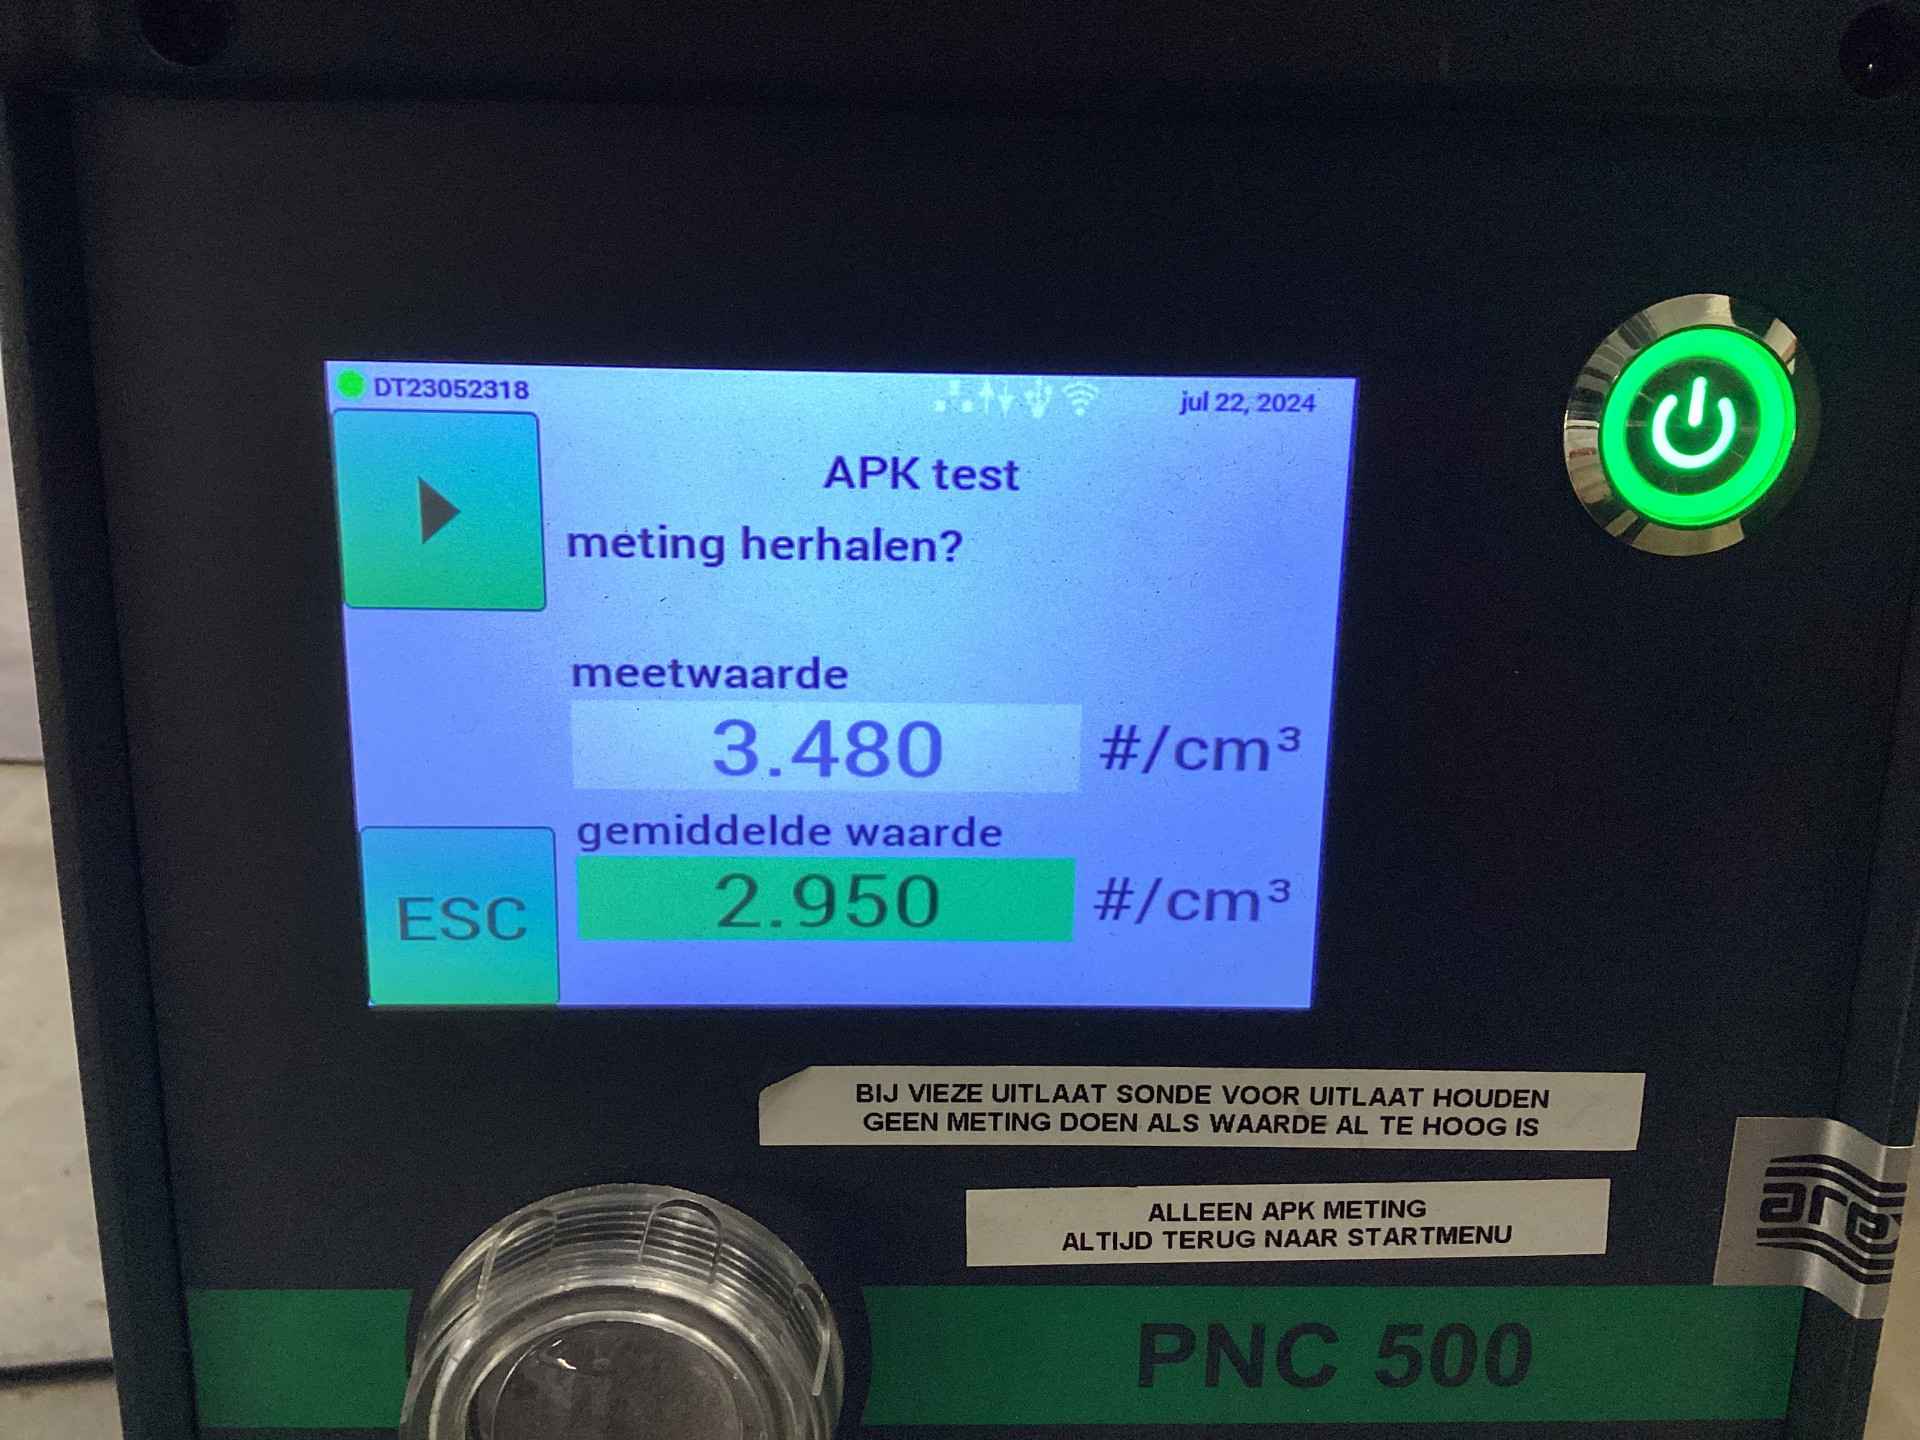 DT23052318
jul 22, 2024
APK test
meting herhalen?
meetwaarde
3.480 #/cm³
gemiddelde waarde
2.950 #/cm³
ESC
BIJ VIEZE UITLAAT SONDE VOOR UITLAAT HOUDEN
GEEN METING DOEN ALS WAARDE AL TE HOOG IS
ALLEEN APK METING
ALTIJD TERUG NAAR STARTMENU
PNC 500